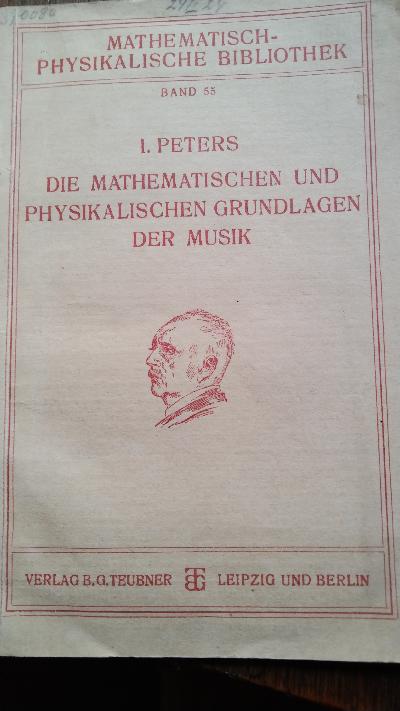 MATHEMATISCH-
PHYSIKALISCHE BIBLIOTHEK
BAND 55
I. PETERS
DIE MATHEMATISCHEN UND
PHYSIKALISCHEN GRUNDLAGEN
DER MUSIK
VERLAG B.G. TEUBNER LEIPZIG UND BERLIN